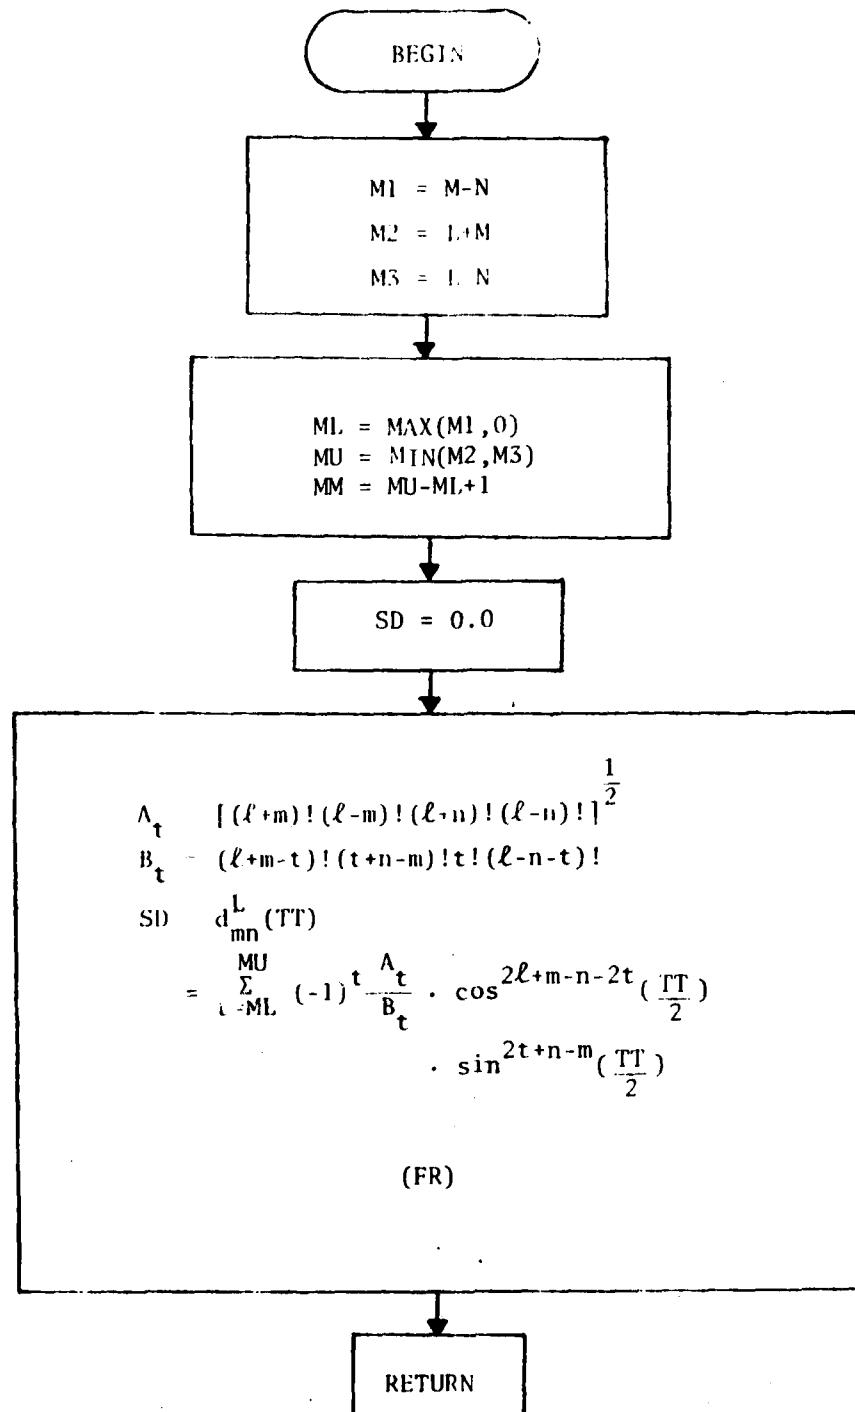 BEGIN
M1 = M-N
M2 = L+M
M3 = L N
ML = MAX(M1,0)
MU = MIN(M2,M3)
MM = MU-ML+1
SD = 0.0
A_t [(ℓ+m)!(ℓ-m)!(ℓ+n)!(ℓ-n)!]^{1/2}
B_t - (ℓ+m-t)!(t+n-m)!t!(ℓ-n-t)!
SD d^L_{mn}(TT)
= Σ^{MU}_{t=ML} (-1)^t A_t/B_t · cos^{2ℓ+m-n-2t}(TT/2)
· sin^{2t+n-m}(TT/2)
(FR)
RETURN